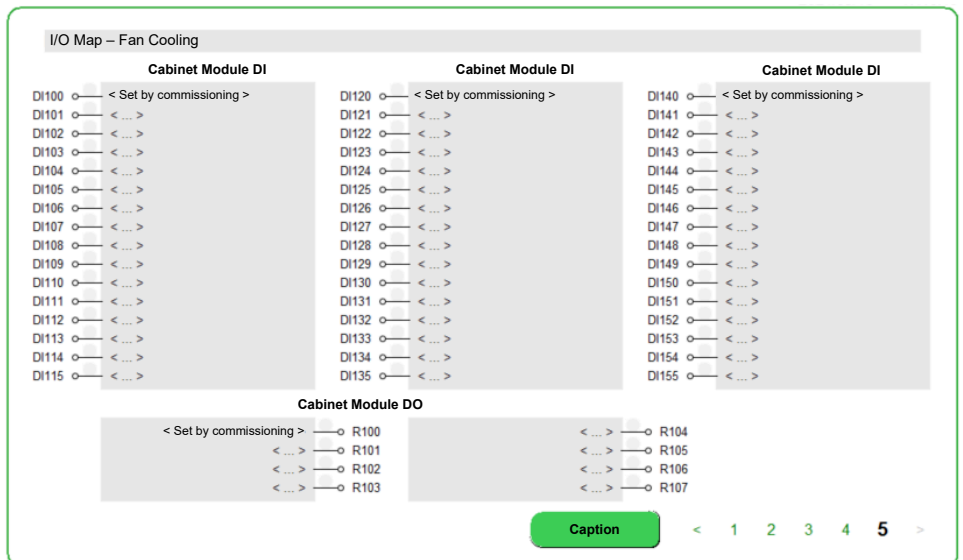 I/O Map – Fan Cooling
Cabinet Module DI Cabinet Module DI Cabinet Module DI
DI100 < Set by commissioning > DI120 < Set by commissioning > DI140 < Set by commissioning >
DI101 < ... > DI121 < ... > DI141 < ... >
DI102 < ... > DI122 < ... > DI142 < ... >
DI103 < ... > DI123 < ... > DI143 < ... >
DI104 < ... > DI124 < ... > DI144 < ... >
DI105 < ... > DI125 < ... > DI145 < ... >
DI106 < ... > DI126 < ... > DI146 < ... >
DI107 < ... > DI127 < ... > DI147 < ... >
DI108 < ... > DI128 < ... > DI148 < ... >
DI109 < ... > DI129 < ... > DI149 < ... >
DI110 < ... > DI130 < ... > DI150 < ... >
DI111 < ... > DI131 < ... > DI151 < ... >
DI112 < ... > DI132 < ... > DI152 < ... >
DI113 < ... > DI133 < ... > DI153 < ... >
DI114 < ... > DI134 < ... > DI154 < ... >
DI115 < ... > DI135 < ... > DI155 < ... >
Cabinet Module DO
< Set by commissioning > R100 < ... > R104
< ... > R101 < ... > R105
< ... > R102 < ... > R106
< ... > R103 < ... > R107
Caption < 1 2 3 4 5 >